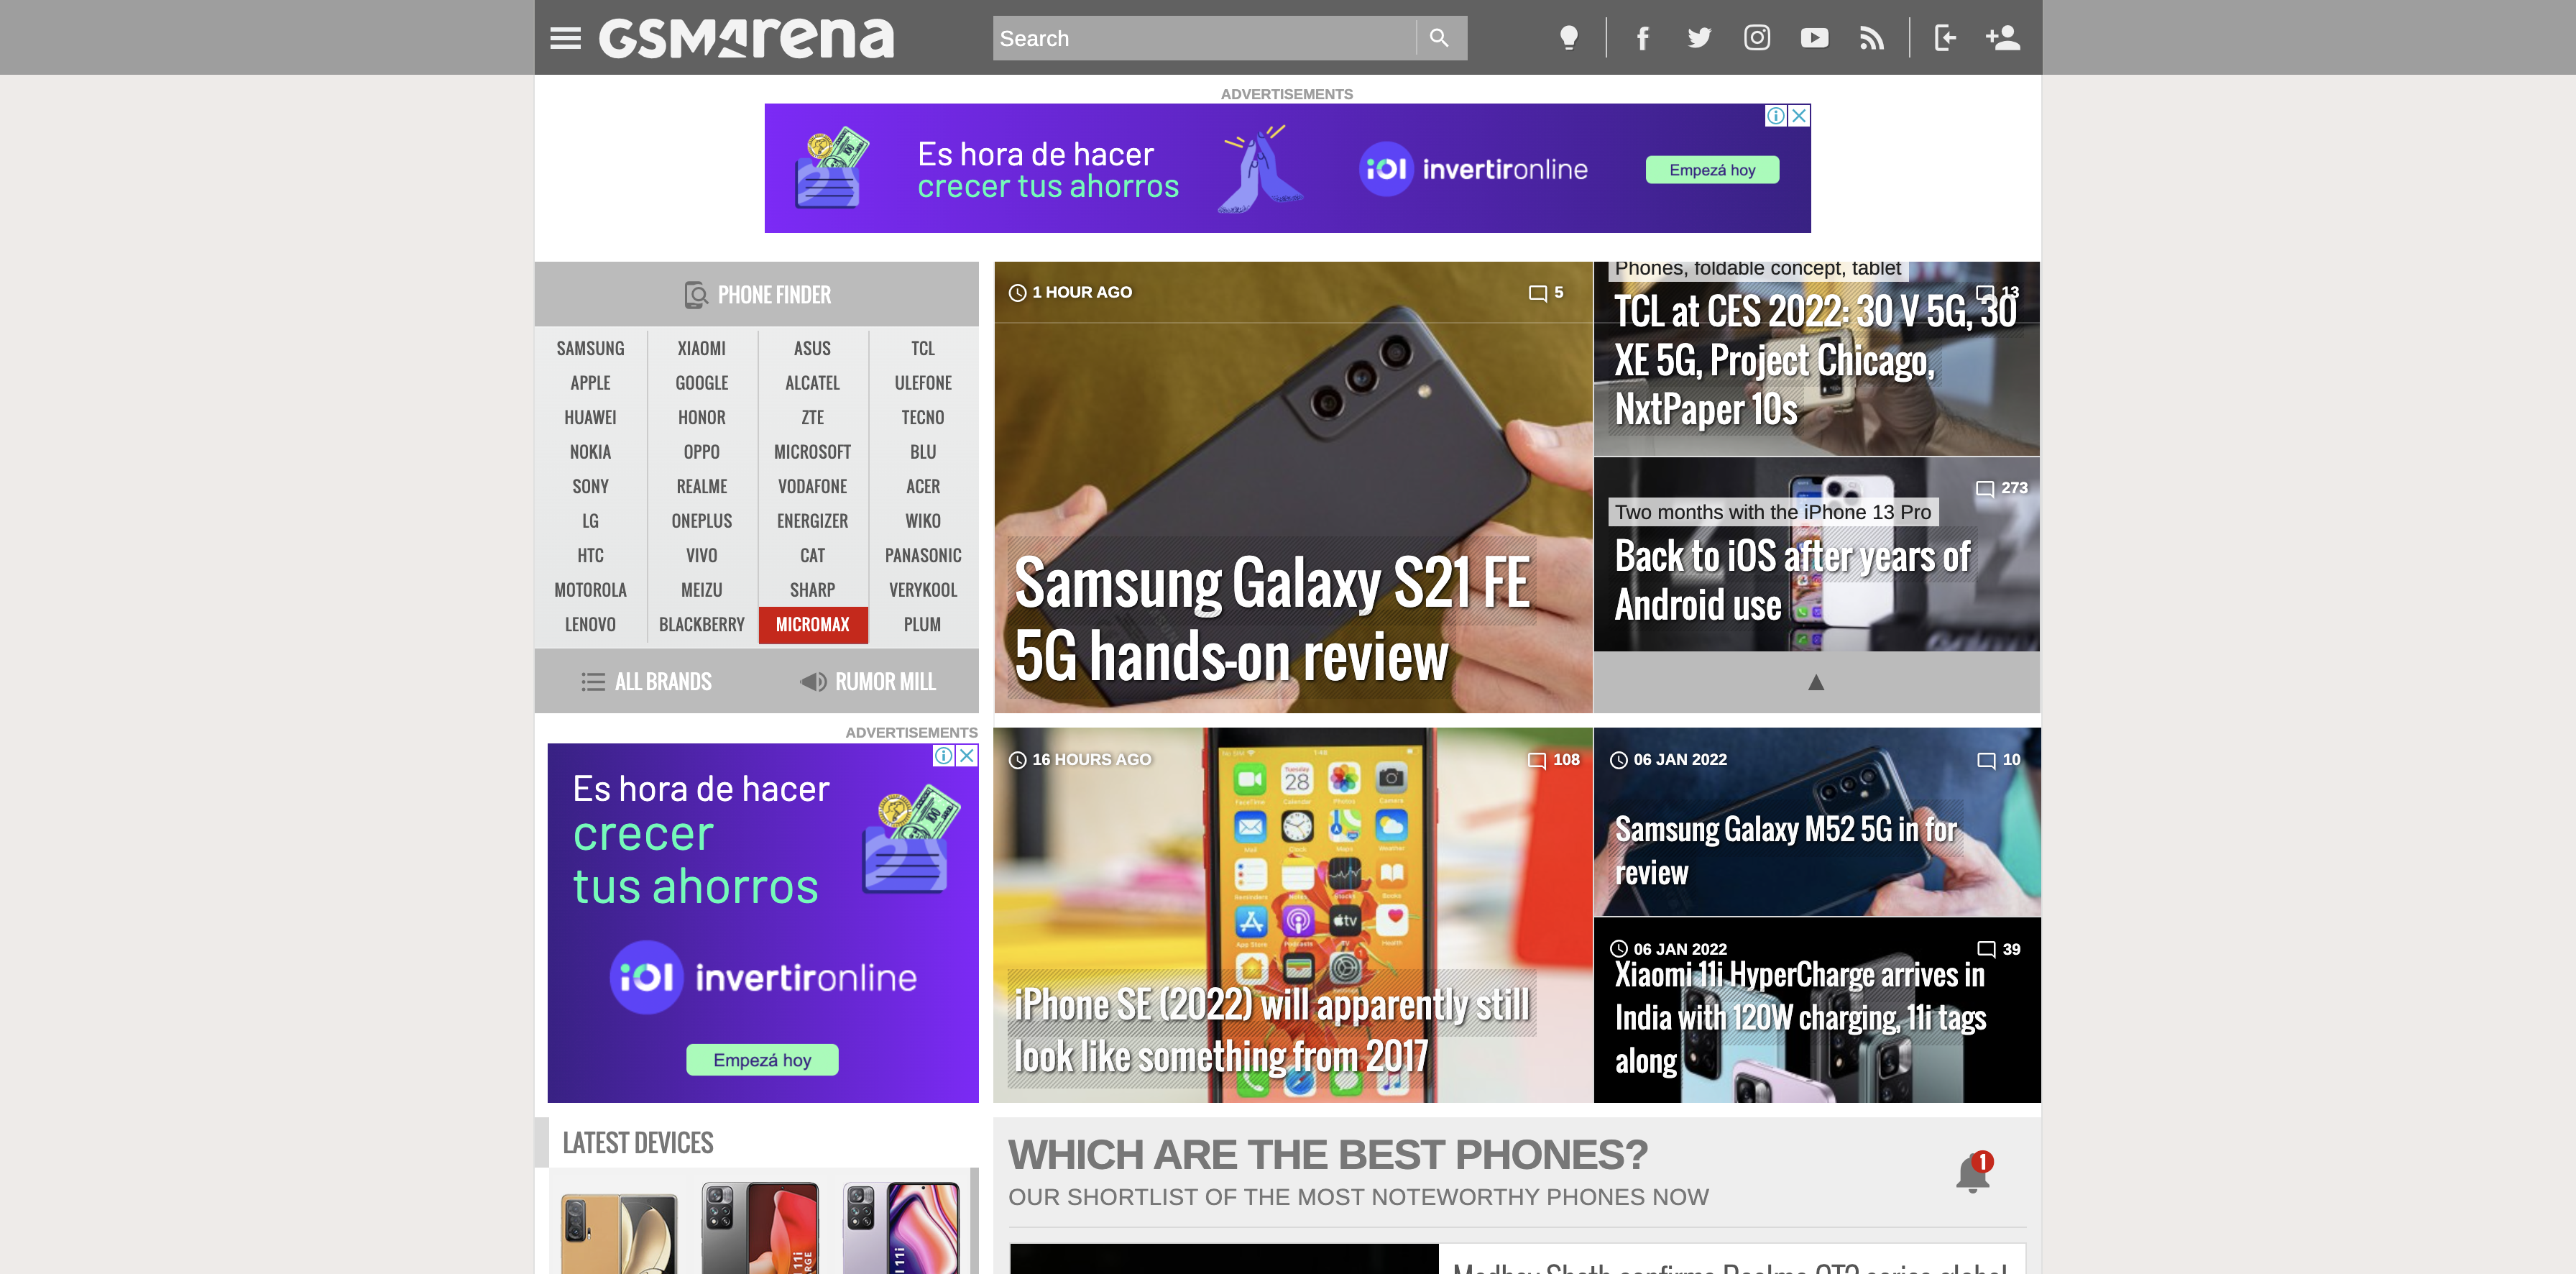 GSMArena
Search
ADVERTISEMENTS
Es hora de hacer
crecer tus ahorros
iol invertironline
Empezá hoy
PHONE FINDER
SAMSUNG XIAOMI ASUS TCL
APPLE GOOGLE ALCATEL ULEFONE
HUAWEI HONOR ZTE TECNO
NOKIA OPPO MICROSOFT BLU
SONY REALME VODAFONE ACER
LG ONEPLUS ENERGIZER WIKO
HTC VIVO CAT PANASONIC
MOTOROLA MEIZU SHARP VERYKOOL
LENOVO BLACKBERRY MICROMAX PLUM
ALL BRANDS RUMOR MILL
1 HOUR AGO 5
Samsung Galaxy S21 FE
5G hands-on review
Phones, foldable concept, tablet
13
TCL at CES 2022: 30 V 5G, 30
XE 5G, Project Chicago,
NxtPaper 10s
273
Two months with the iPhone 13 Pro
Back to iOS after years of
Android use
ADVERTISEMENTS
Es hora de hacer
crecer
tus ahorros
iol invertironline
Empezá hoy
16 HOURS AGO 108
iPhone SE (2022) will apparently still
look like something from 2017
06 JAN 2022 10
Samsung Galaxy M52 5G in for
review
06 JAN 2022 39
Xiaomi 11i HyperCharge arrives in
India with 120W charging, 11i tags
along
LATEST DEVICES
WHICH ARE THE BEST PHONES?
1
OUR SHORTLIST OF THE MOST NOTEWORTHY PHONES NOW